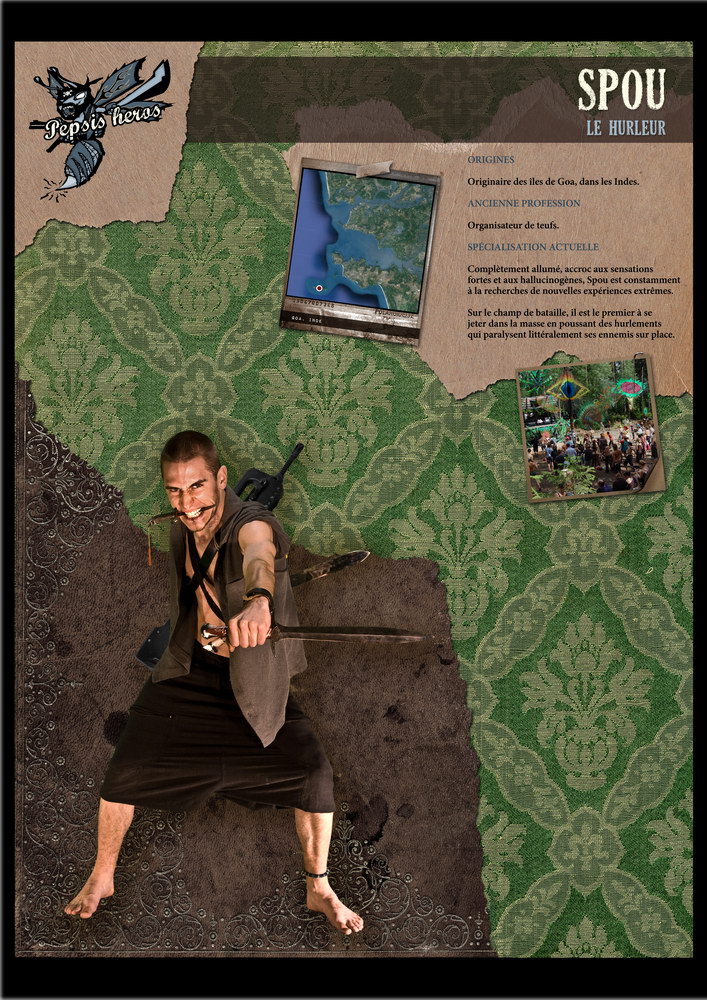 Pepsis heros
SPOU
LE HURLEUR
ORIGINES
Originaire des îles de Goa, dans les Indes.
ANCIENNE PROFESSION
Organisateur de teufs.
SPÉCIALISATION ACTUELLE
Complètement allumé, accroc aux sensations
fortes et aux hallucinogènes, Spou est constamment
à la recherches de nouvelles expériences extrêmes.
Sur le champ de bataille, il est le premier à se
jeter dans la masse en poussant des hurlements
qui paralysent littéralement ses ennemis sur place.
GOA, INDE